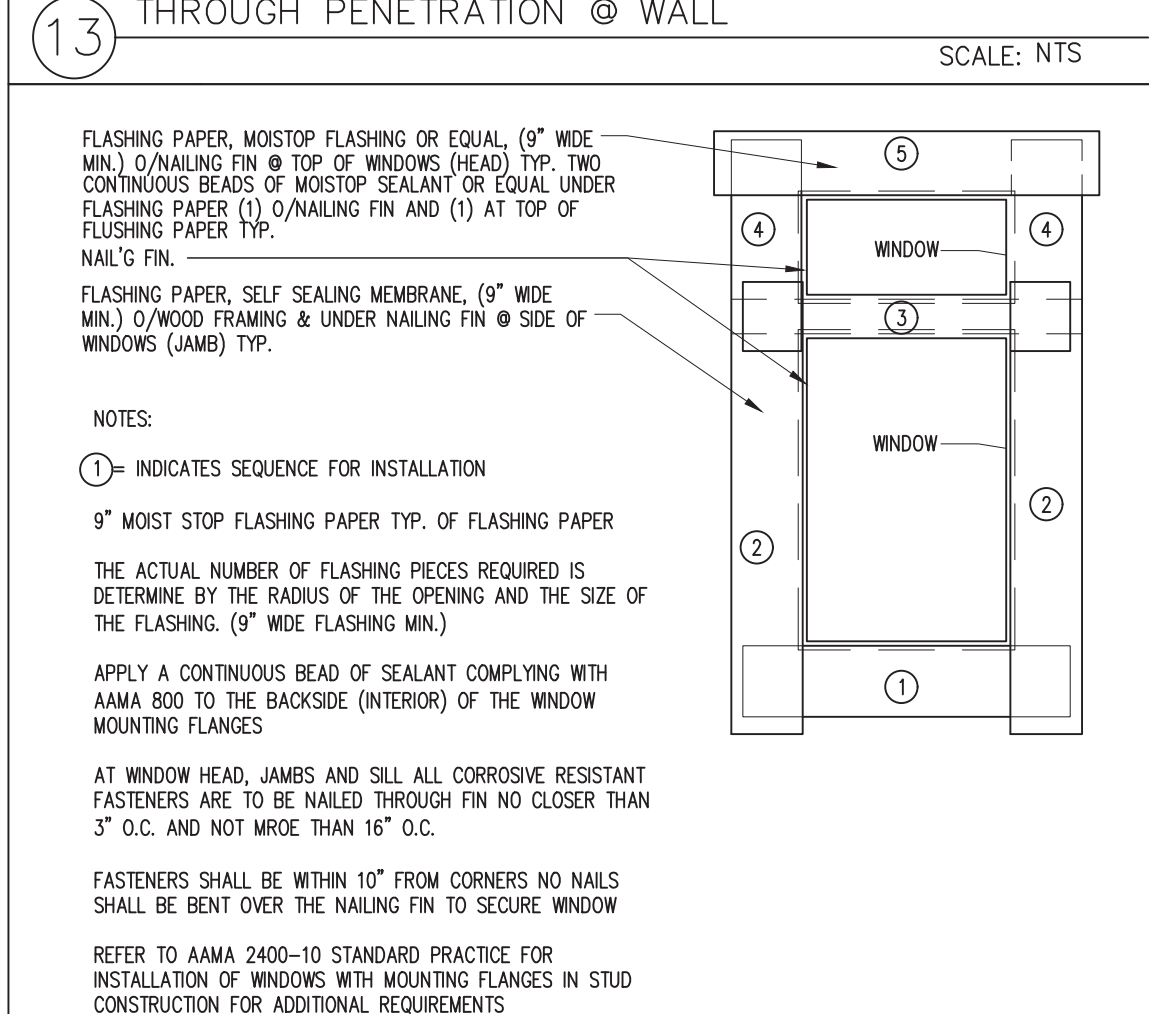 13
THROUGH PENETRATION @ WALL
SCALE: NTS
FLASHING PAPER, MOISTOP FLASHING OR EQUAL, (9" WIDE
MIN.) O/NAILING FIN @ TOP OF WINDOWS (HEAD) TYP. TWO
CONTINUOUS BEADS OF MOISTOP SEALANT OR EQUAL UNDER
FLASHING PAPER (1) O/NAILING FIN AND (1) AT TOP OF
FLUSHING PAPER TYP.
NAIL'G FIN.
FLASHING PAPER, SELF SEALING MEMBRANE, (9" WIDE
MIN.) O/WOOD FRAMING & UNDER NAILING FIN @ SIDE OF
WINDOWS (JAMB) TYP.
NOTES:
1 = INDICATES SEQUENCE FOR INSTALLATION
9" MOIST STOP FLASHING PAPER TYP. OF FLASHING PAPER
THE ACTUAL NUMBER OF FLASHING PIECES REQUIRED IS
DETERMINE BY THE RADIUS OF THE OPENING AND THE SIZE OF
THE FLASHING. (9" WIDE FLASHING MIN.)
APPLY A CONTINUOUS BEAD OF SEALANT COMPLYING WITH
AAMA 800 TO THE BACKSIDE (INTERIOR) OF THE WINDOW
MOUNTING FLANGES
AT WINDOW HEAD, JAMBS AND SILL ALL CORROSIVE RESISTANT
FASTENERS ARE TO BE NAILED THROUGH FIN NO CLOSER THAN
3" O.C. AND NOT MROE THAN 16" O.C.
FASTENERS SHALL BE WITHIN 10" FROM CORNERS NO NAILS
SHALL BE BENT OVER THE NAILING FIN TO SECURE WINDOW
REFER TO AAMA 2400-10 STANDARD PRACTICE FOR
INSTALLATION OF WINDOWS WITH MOUNTING FLANGES IN STUD
CONSTRUCTION FOR ADDITIONAL REQUIREMENTS
5
4
4
WINDOW
3
WINDOW
2
2
1